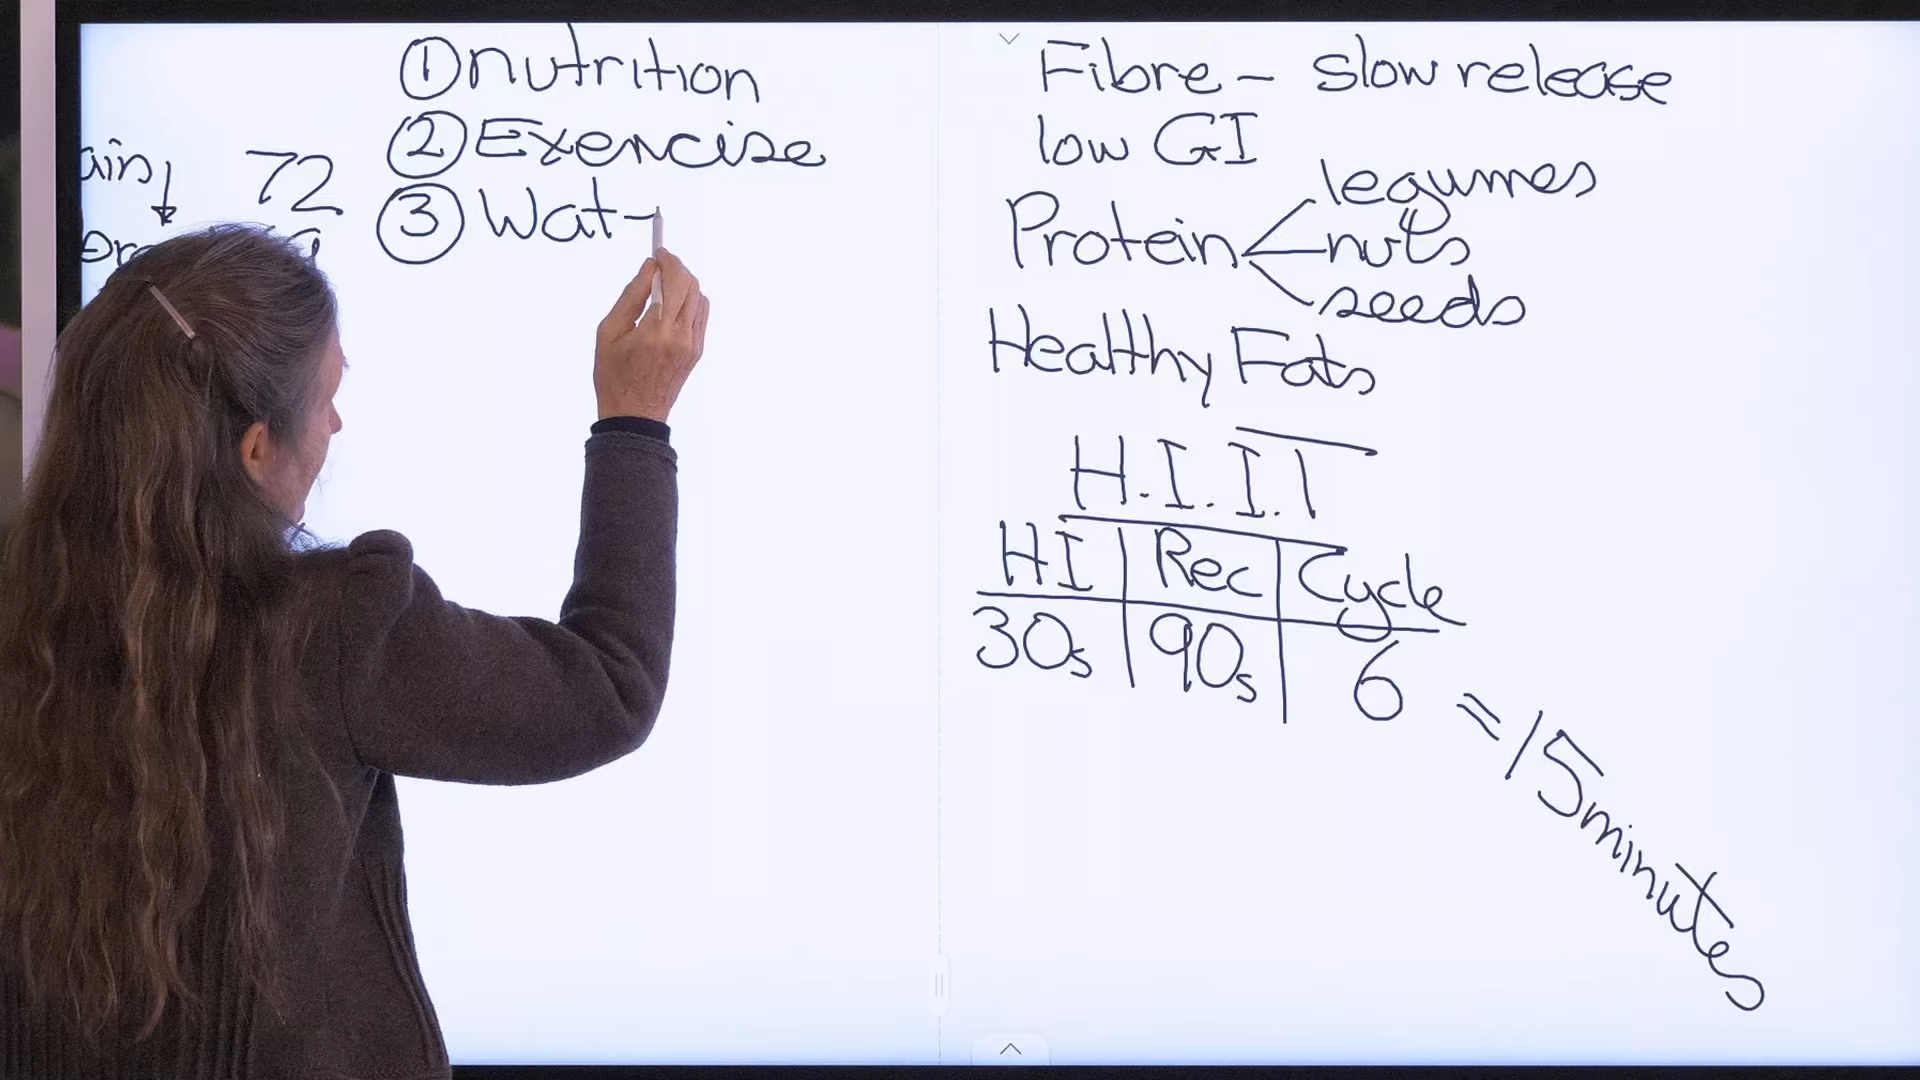 ① nutrition
② Exercise
③ Wat
72
Fibre - slow release
low GI
Protein
legumes
nuts
seeds
Healthy Fats
H.I.I.T
HI Rec Cycle
30s 90s 6 = 15 minutes